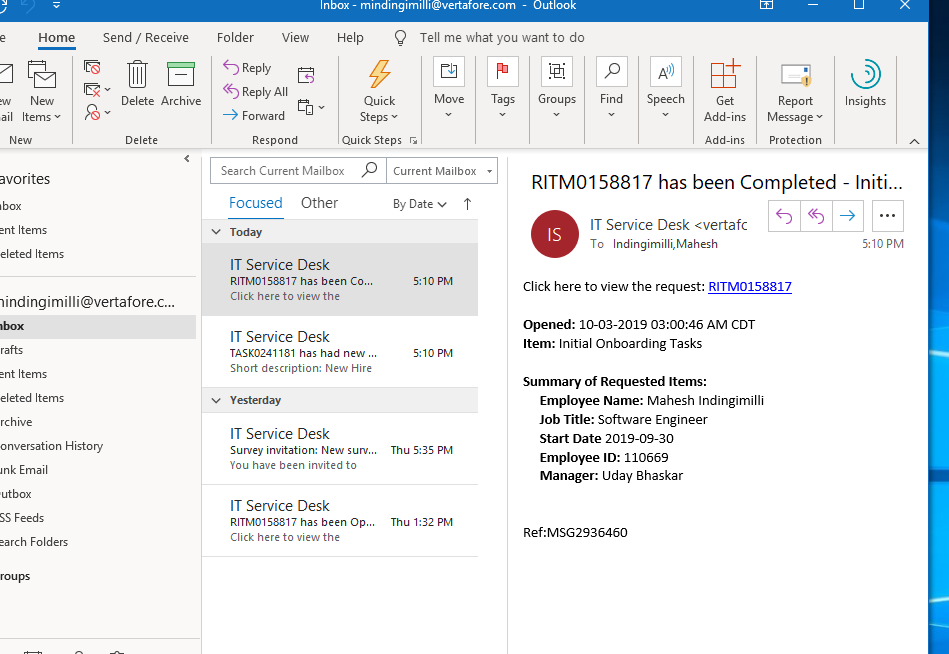 Inbox - mindingimilli@vertafore.com - Outlook
e Home Send / Receive Folder View Help Tell me what you want to do
ew
ail
New
Items
New
Delete
Archive
Delete
Reply
Reply All
Forward
Respond
Quick
Steps
Quick Steps
Move
Tags
Groups
Find
Speech
Get
Add-ins
Add-ins
Report
Message
Protection
Insights
avorites
box
ent Items
eleted Items
mindingimilli@vertafore.c...
nbox
rafts
ent Items
eleted Items
rchive
onversation History
unk Email
utbox
SS Feeds
earch Folders
roups
Search Current Mailbox
Current Mailbox
Focused Other By Date
Today
IT Service Desk
RITM0158817 has been Co... 5:10 PM
Click here to view the
IT Service Desk
TASK0241181 has had new ... 5:10 PM
Short description: New Hire
Yesterday
IT Service Desk
Survey invitation: New surv... Thu 5:35 PM
You have been invited to
IT Service Desk
RITM0158817 has been Op... Thu 1:32 PM
Click here to view the
RITM0158817 has been Completed - Initi...
IS
IT Service Desk <vertafc
To Indingimilli,Mahesh
5:10 PM
Click here to view the request: RITM0158817
Opened: 10-03-2019 03:00:46 AM CDT
Item: Initial Onboarding Tasks
Summary of Requested Items:
Employee Name: Mahesh Indingimilli
Job Title: Software Engineer
Start Date 2019-09-30
Employee ID: 110669
Manager: Uday Bhaskar
Ref:MSG2936460